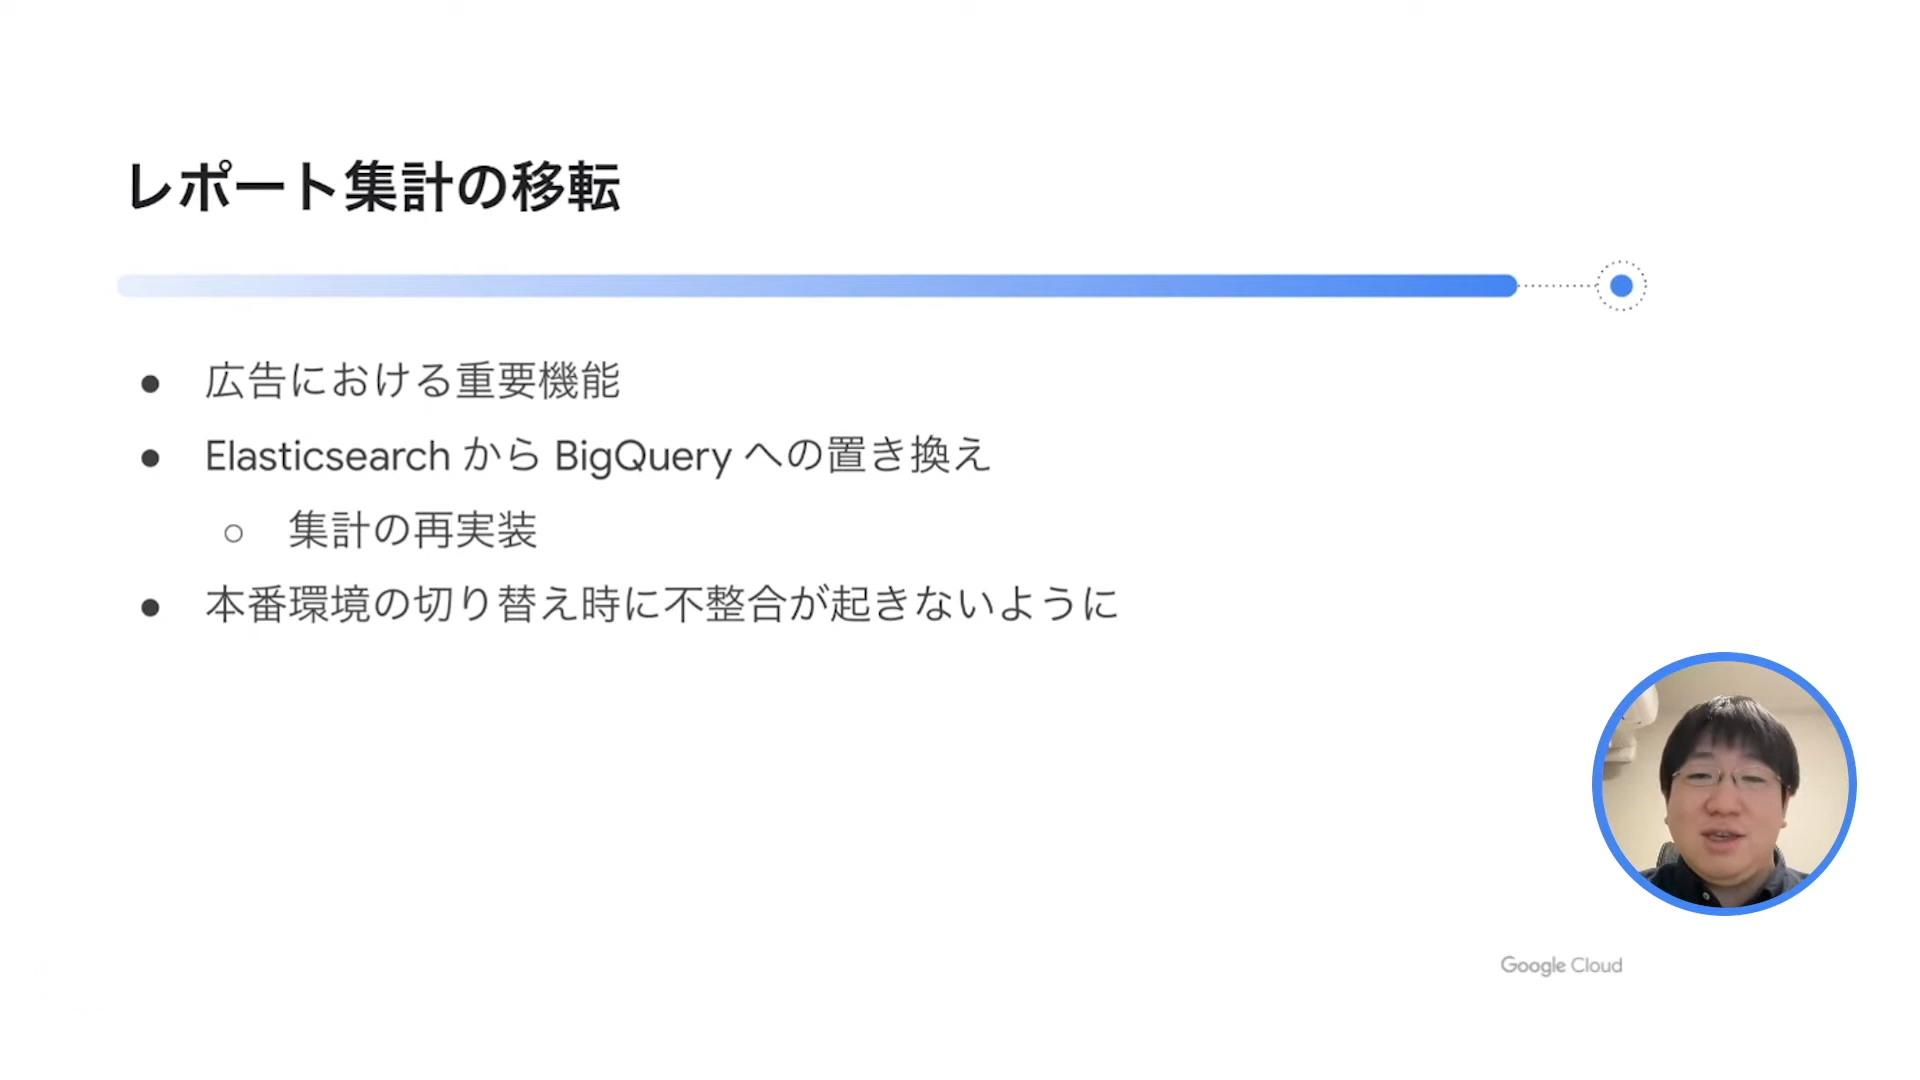 レポート集計の移転
● 広告における重要機能
● Elasticsearch から BigQuery への置き換え
○ 集計の再実装
● 本番環境の切り替え時に不整合が起きないように
Google Cloud